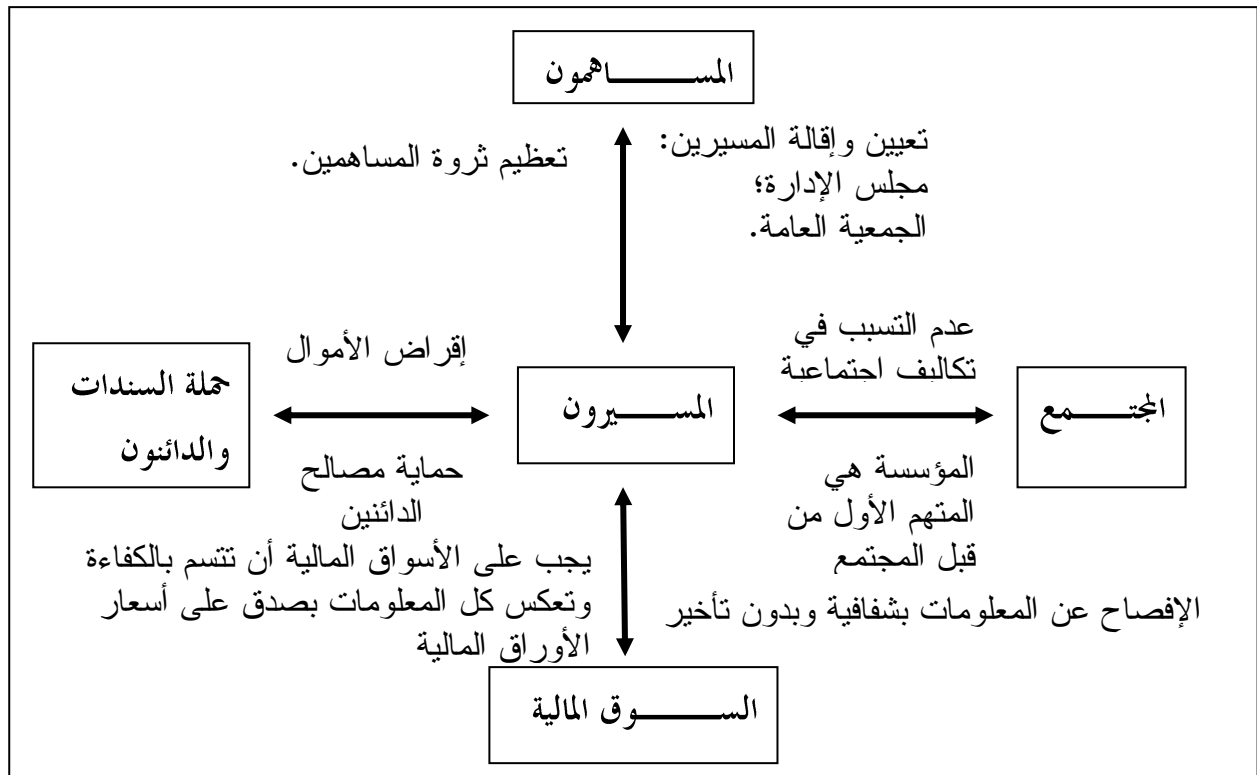 المساهمون
تعيين وإقالة المسيرين:
مجلس الإدارة؛
الجمعية العامة.
تعظيم ثروة المساهمين.
عدم التسبب في
تكاليف اجتماعية
إقراض الأموال
المجتمع
المسيرون
حملة السندات
والدائنون
المؤسسة هي
المتهم الأول من
قبل المجتمع
حماية مصالح
الدائنين
الإفصاح عن المعلومات بشفافية وبدون تأخير
يجب على الأسواق المالية أن تتسم بالكفاءة
وتعكس كل المعلومات بصدق على أسعار
الأوراق المالية
السوق المالية